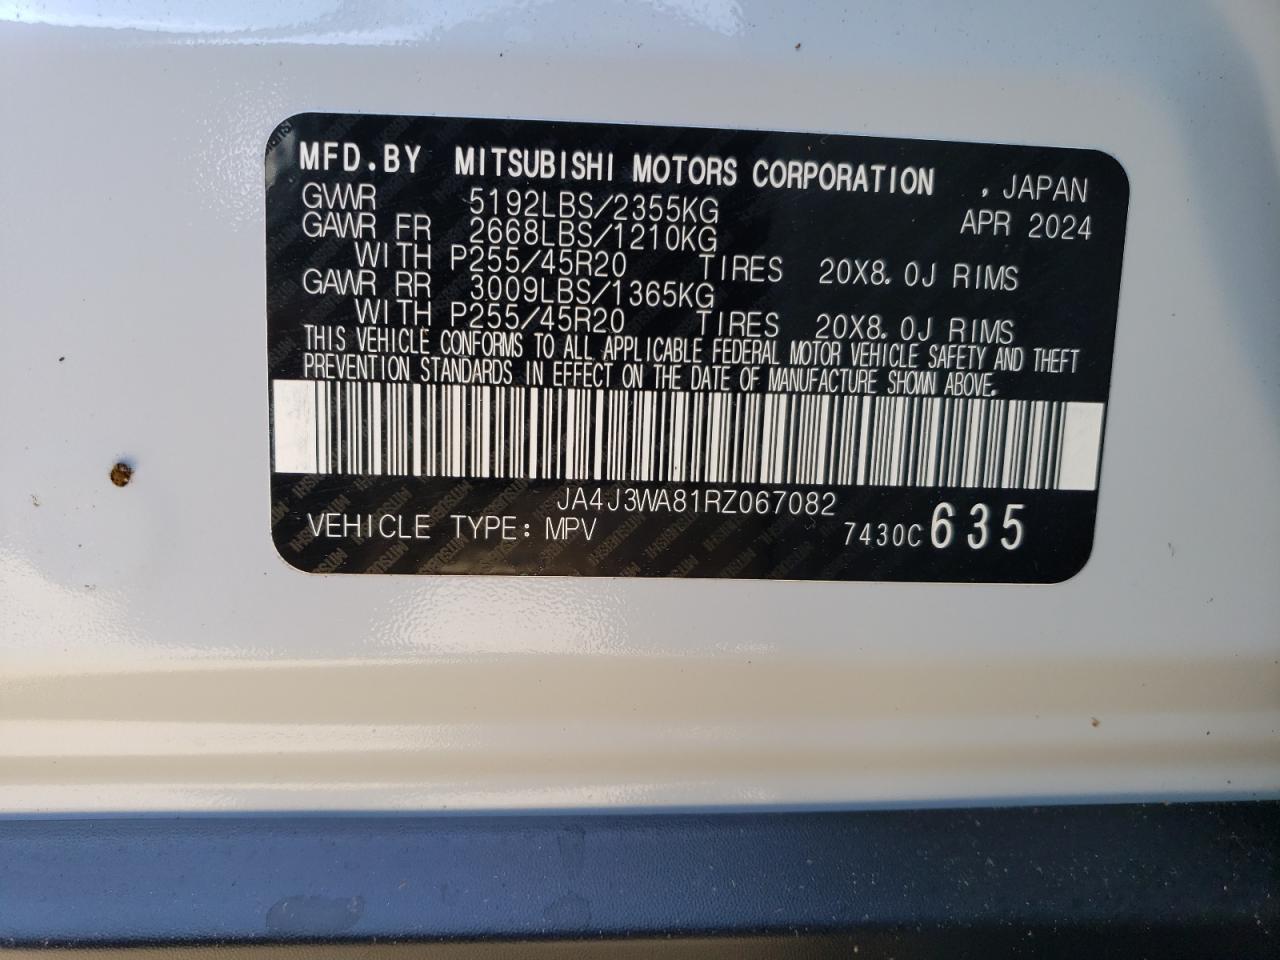 MFD.BY MITSUBISHI MOTORS CORPORATION , JAPAN
GVWR 5192LBS/2355KG APR 2024
GAWR FR 2668LBS/1210KG
WITH P255/45R20 TIRES 20X8.0J RIMS
GAWR RR 3009LBS/1365KG
WITH P255/45R20 TIRES 20X8.0J RIMS
THIS VEHICLE CONFORMS TO ALL APPLICABLE FEDERAL MOTOR VEHICLE SAFETY AND THEFT
PREVENTION STANDARDS IN EFFECT ON THE DATE OF MANUFACTURE SHOWN ABOVE.
JA4J3WA81RZ067082
VEHICLE TYPE: MPV 7430C 635